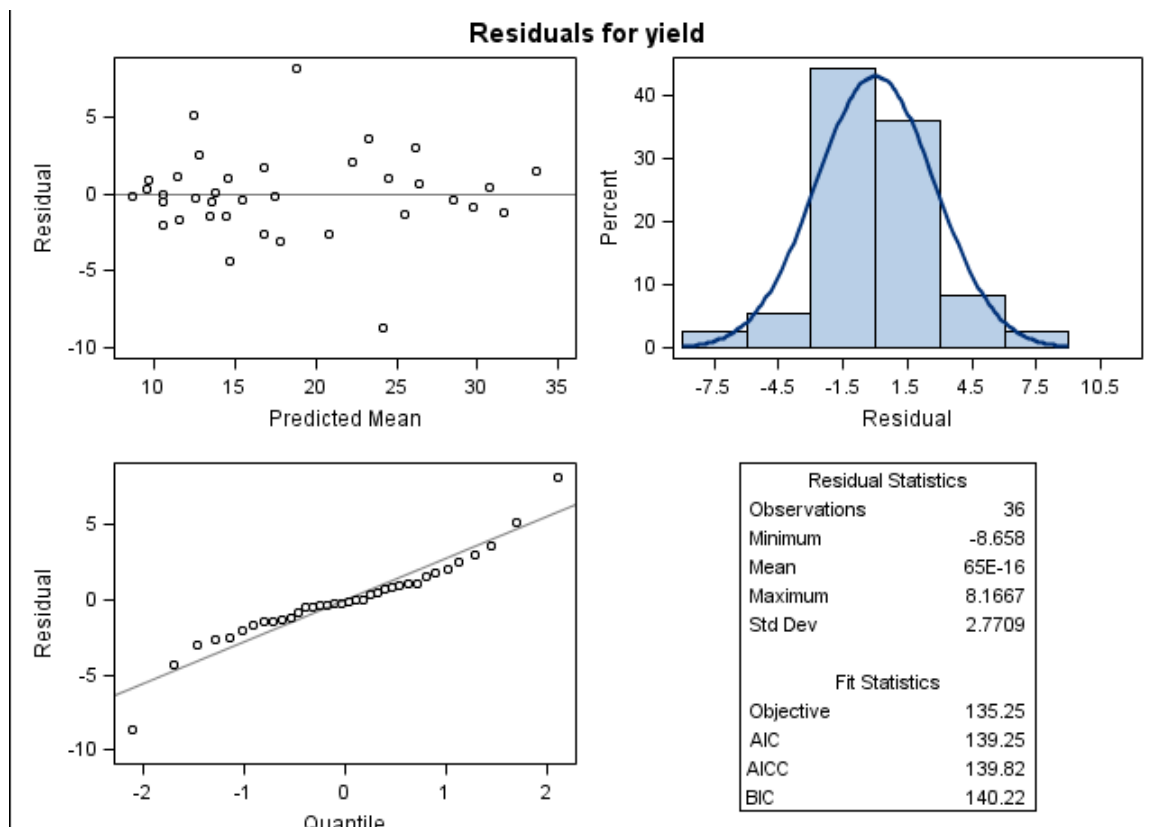 Residuals for yield
5
0
-5
-10
Residual
10 15 20 25 30 35
Predicted Mean
40
30
20
10
0
Percent
-7.5 -4.5 -1.5 1.5 4.5 7.5 10.5
Residual
5
0
-5
-10
Residual
-2 -1 0 1 2
Quantile
Residual Statistics
Observations 36
Minimum -8.658
Mean 65E-16
Maximum 8.1667
Std Dev 2.7709
Fit Statistics
Objective 135.25
AIC 139.25
AICC 139.82
BIC 140.22